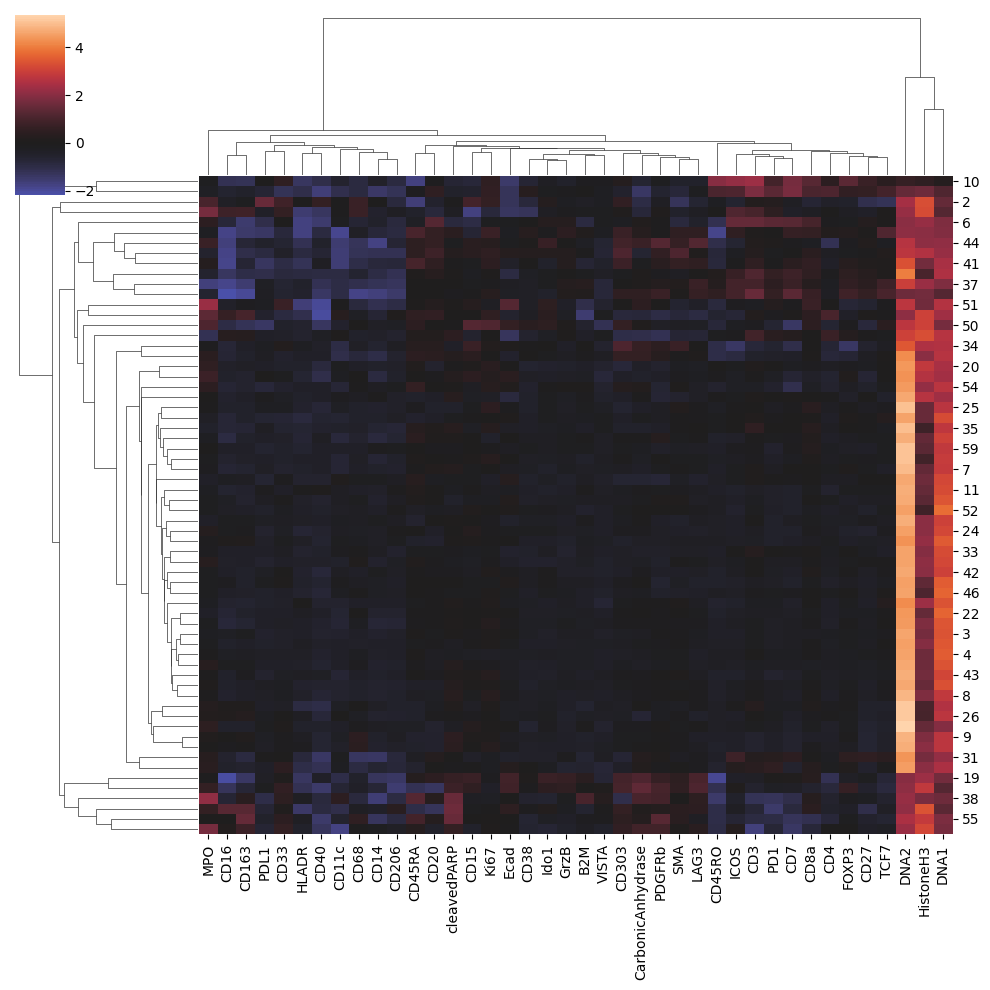 4
2
0
−2
10
2
6
44
41
37
51
50
34
20
54
25
35
59
7
11
52
24
33
42
46
22
3
4
43
8
26
9
31
19
38
55
MPO
CD16
CD163
PDL1
CD33
HLADR
CD40
CD11c
CD68
CD14
CD206
CD45RA
CD20
cleavedPARP
CD15
Ki67
Ecad
CD38
Ido1
GrzB
B2M
VISTA
CD303
CarbonicAnhydrase
PDGFRb
SMA
LAG3
CD45RO
ICOS
CD3
PD1
CD7
CD8a
CD4
FOXP3
CD27
TCF7
DNA2
HistoneH3
DNA1